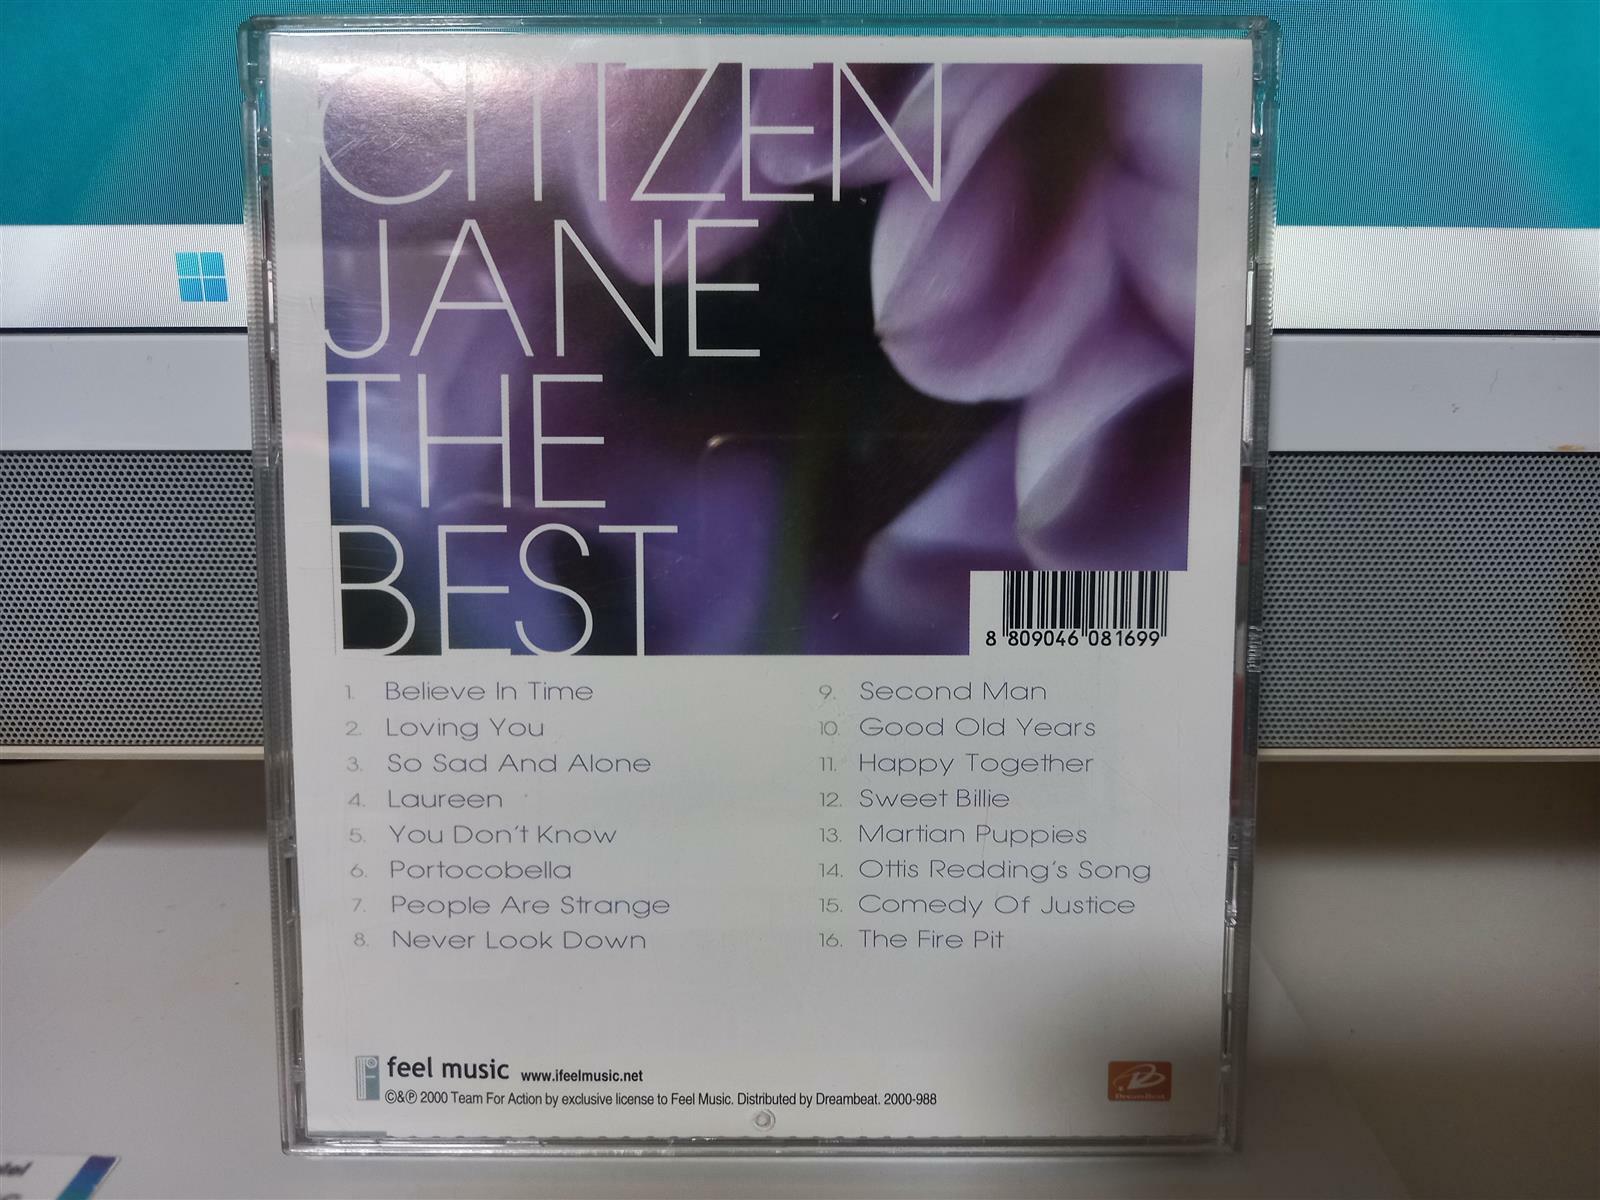 CITIZEN
JANE
THE
BEST
8 809046 081699
1. Believe In Time
2. Loving You
3. So Sad And Alone
4. Laureen
5. You Don't Know
6. Portocobella
7. People Are Strange
8. Never Look Down
9. Second Man
10. Good Old Years
11. Happy Together
12. Sweet Billie
13. Martian Puppies
14. Ottis Redding's Song
15. Comedy Of Justice
16. The Fire Pit
feel music www.ifeelmusic.net
©&℗ 2000 Team For Action by exclusive license to Feel Music. Distributed by Dreambeat. 2000-988
DreamBeat